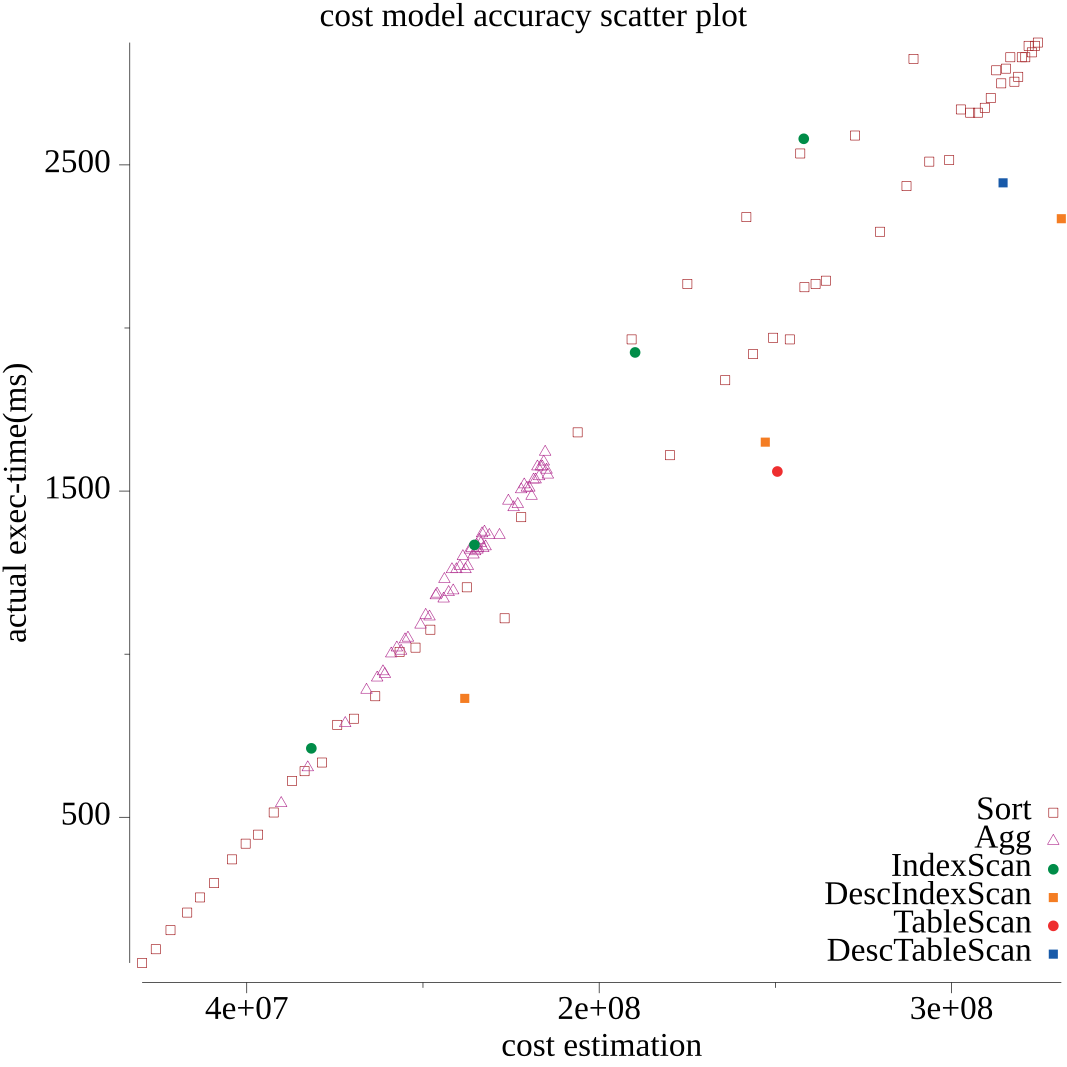 cost model accuracy scatter plot
2500
1500
500
actual exec-time(ms)
Sort
Agg
IndexScan
DescIndexScan
TableScan
DescTableScan
4e+07
2e+08
3e+08
cost estimation